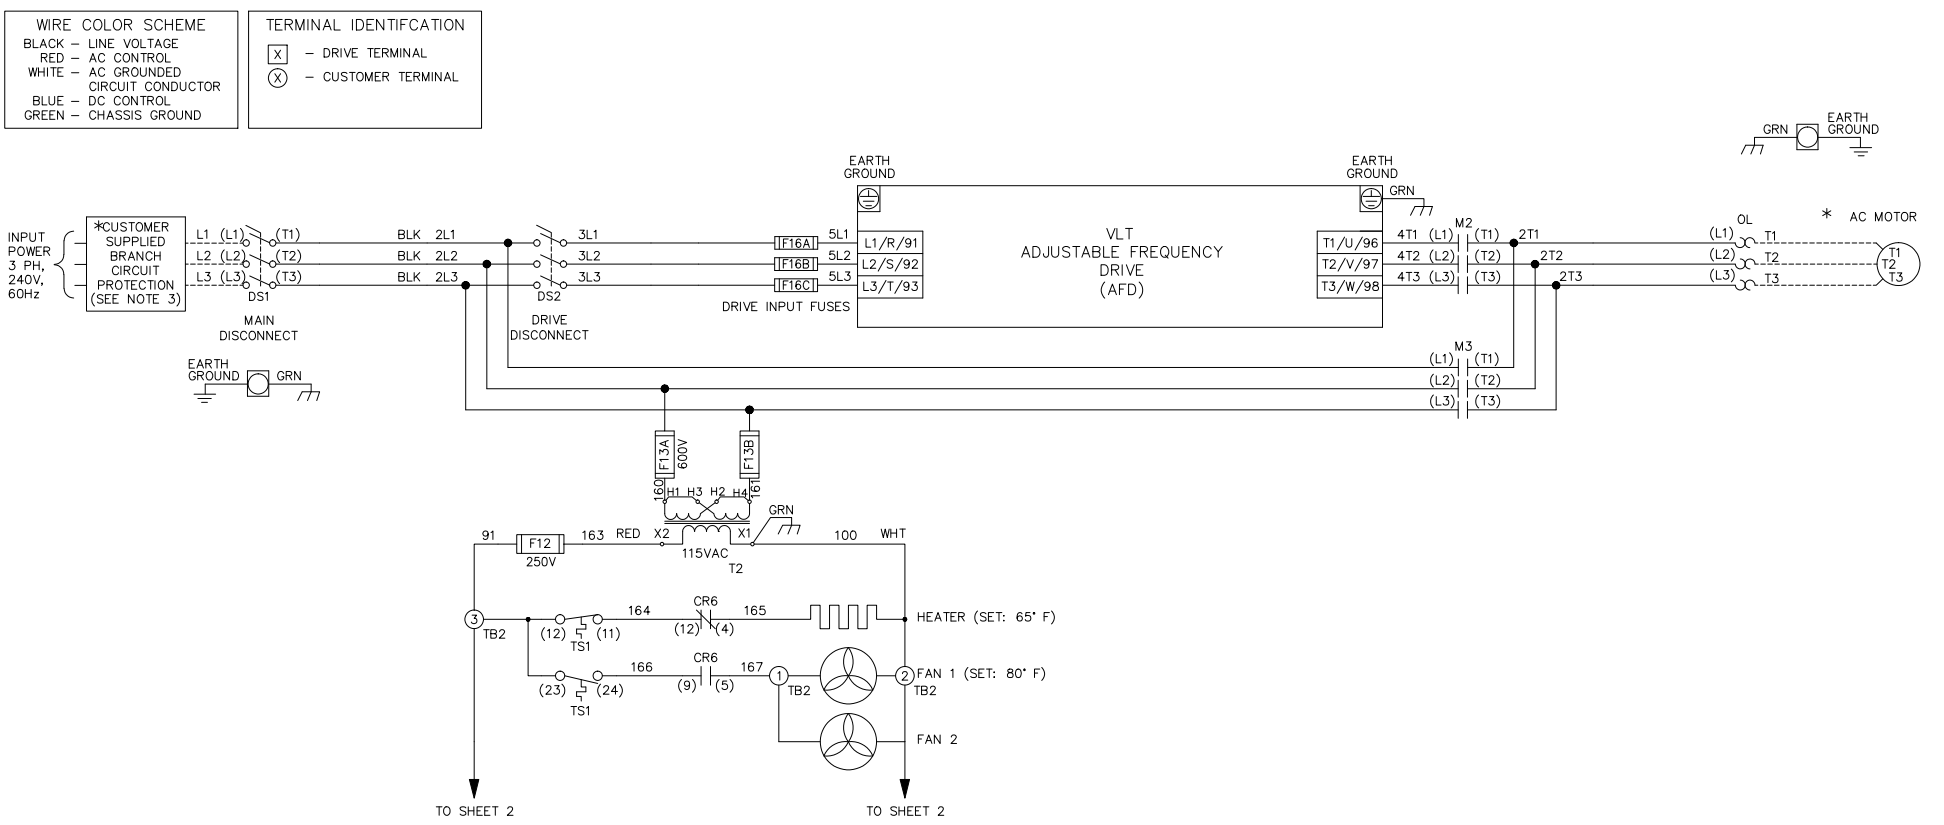 WIRE COLOR SCHEME
BLACK – LINE VOLTAGE
RED – AC CONTROL
WHITE – AC GROUNDED
CIRCUIT CONDUCTOR
BLUE – DC CONTROL
GREEN – CHASSIS GROUND
TERMINAL IDENTIFCATION
X – DRIVE TERMINAL
X – CUSTOMER TERMINAL
GRN
EARTH
GROUND
EARTH
GROUND
EARTH
GROUND
GRN
INPUT
POWER
3 PH,
240V,
60Hz
*CUSTOMER
SUPPLIED
BRANCH
CIRCUIT
PROTECTION
(SEE NOTE 3)
L1 (L1) (T1) BLK 2L1 3L1 F16A 5L1 L1/R/91
L2 (L2) (T2) BLK 2L2 3L2 F16B 5L2 L2/S/92
L3 (L3) (T3) BLK 2L3 3L3 F16C 5L3 L3/T/93
DS1
MAIN
DISCONNECT
DS2
DRIVE
DISCONNECT
DRIVE INPUT FUSES
VLT
ADJUSTABLE FREQUENCY
DRIVE
(AFD)
M2
OL
* AC MOTOR
T1/U/96 4T1 (L1) (T1) 2T1 (L1) T1
T2/V/97 4T2 (L2) (T2) 2T2 (L2) T2
T3/W/98 4T3 (L3) (T3) 2T3 (L3) T3
T1
T2
T3
EARTH
GROUND
GRN
M3
(L1) (T1)
(L2) (T2)
(L3) (T3)
F13A
600V
F13B
160
161
H1 H3 H2 H4
GRN
91 F12 163 RED X2 X1 100 WHT
250V
115VAC
T2
3
TB2
164
CR6
165
HEATER (SET: 65° F)
(12) (11)
TS1
(12) (4)
166
CR6
167
1
TB2
2
TB2
FAN 1 (SET: 80° F)
(23) (24)
TS1
(9) (5)
FAN 2
TO SHEET 2
TO SHEET 2